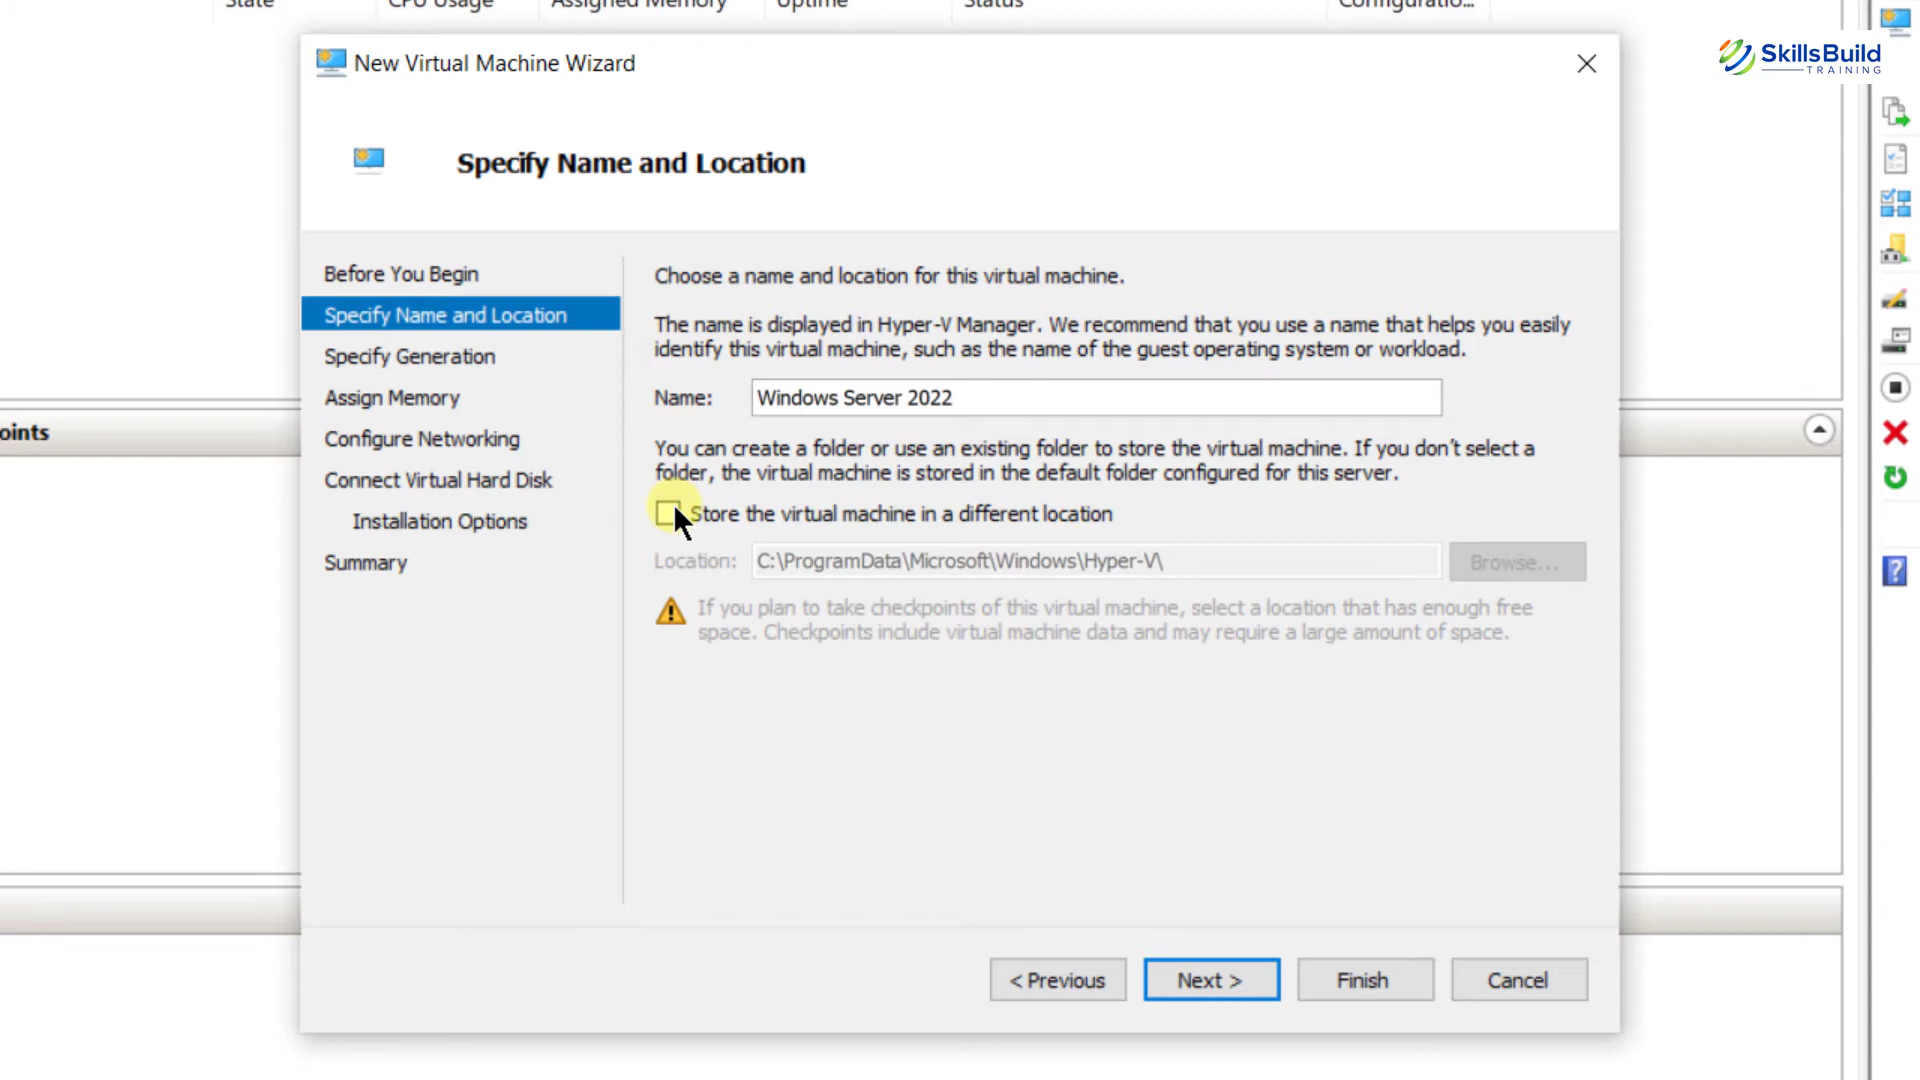 State CPU Usage Assigned Memory Uptime Status Configuratio...
New Virtual Machine Wizard
SkillsBuild
TRAINING
Specify Name and Location
Before You Begin
Specify Name and Location
Specify Generation
Assign Memory
Configure Networking
Connect Virtual Hard Disk
Installation Options
Summary
Choose a name and location for this virtual machine.
The name is displayed in Hyper-V Manager. We recommend that you use a name that helps you easily
identify this virtual machine, such as the name of the guest operating system or workload.
Name: Windows Server 2022
You can create a folder or use an existing folder to store the virtual machine. If you don't select a
folder, the virtual machine is stored in the default folder configured for this server.
Store the virtual machine in a different location
Location: C:\ProgramData\Microsoft\Windows\Hyper-V\ Browse...
If you plan to take checkpoints of this virtual machine, select a location that has enough free
space. Checkpoints include virtual machine data and may require a large amount of space.
oints
< Previous Next > Finish Cancel